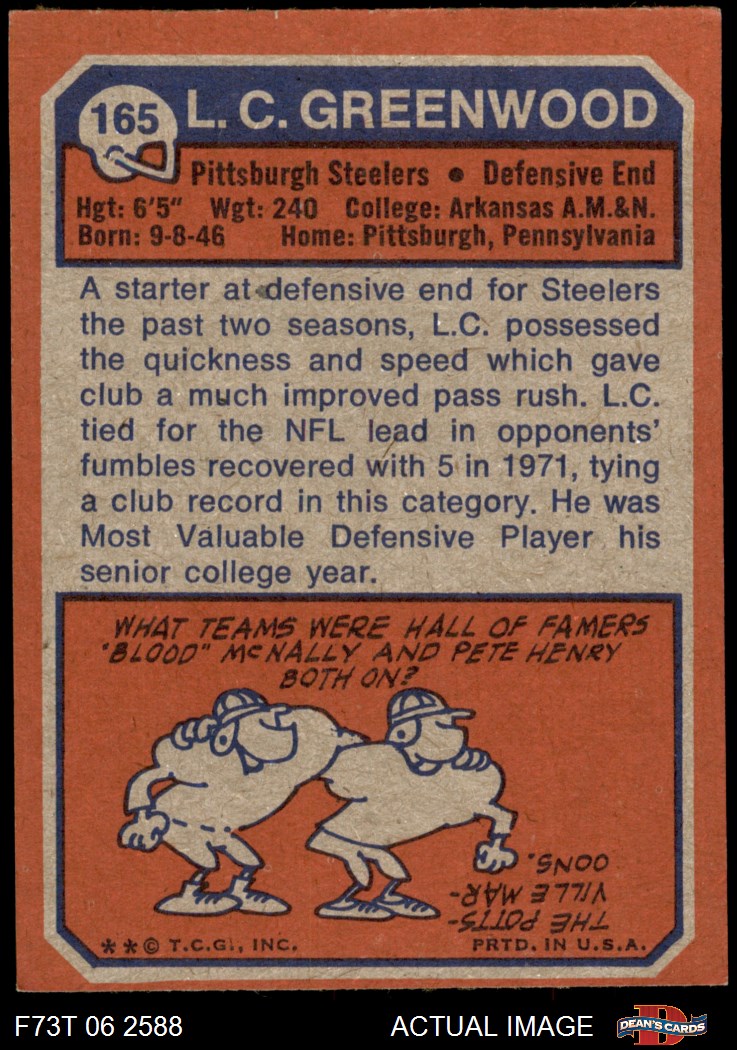 165
L. C. GREENWOOD
Pittsburgh Steelers • Defensive End
Hgt: 6'5" Wgt: 240 College: Arkansas A.M.&N.
Born: 9-8-46 Home: Pittsburgh, Pennsylvania
A starter at defensive end for Steelers
the past two seasons, L.C. possessed
the quickness and speed which gave
club a much improved pass rush. L.C.
tied for the NFL lead in opponents'
fumbles recovered with 5 in 1971, tying
a club record in this category. He was
Most Valuable Defensive Player his
senior college year.
WHAT TEAMS WERE HALL OF FAMERS
"BLOOD" McNALLY AND PETE HENRY
BOTH ON?
THE POTTS-
VILLE MAR-
OONS.
**© T.C.G., INC.
PRTD. IN U.S.A.
F73T 06 2588
ACTUAL IMAGE
D
DEAN'S CARDS